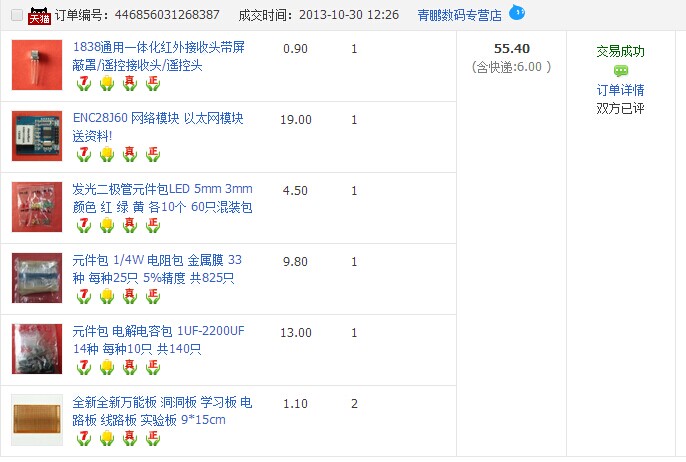 天猫 订单编号：446856031268387 成交时间：2013-10-30 12:26 青鹏数码专营店
1838通用一体化红外接收头带屏 0.90 1 55.40 交易成功
蔽罩/遥控接收头/遥控头 (含快递:6.00 )
7 真 正
订单详情
双方已评
ENC28J60 网络模块 以太网模块 19.00 1
送资料!
7 真 正
发光二极管元件包LED 5mm 3mm 4.50 1
颜色 红 绿 黄 各10个 60只混装包
7 真 正
元件包 1/4W 电阻包 金属膜 33 9.80 1
种 每种25只 5%精度 共825只
7 真 正
元件包 电解电容包 1UF-2200UF 13.00 1
14种 每种10只 共140只
7 真 正
全新全新万能板 洞洞板 学习板 电 1.10 2
路板 线路板 实验板 9*15cm
7 真 正